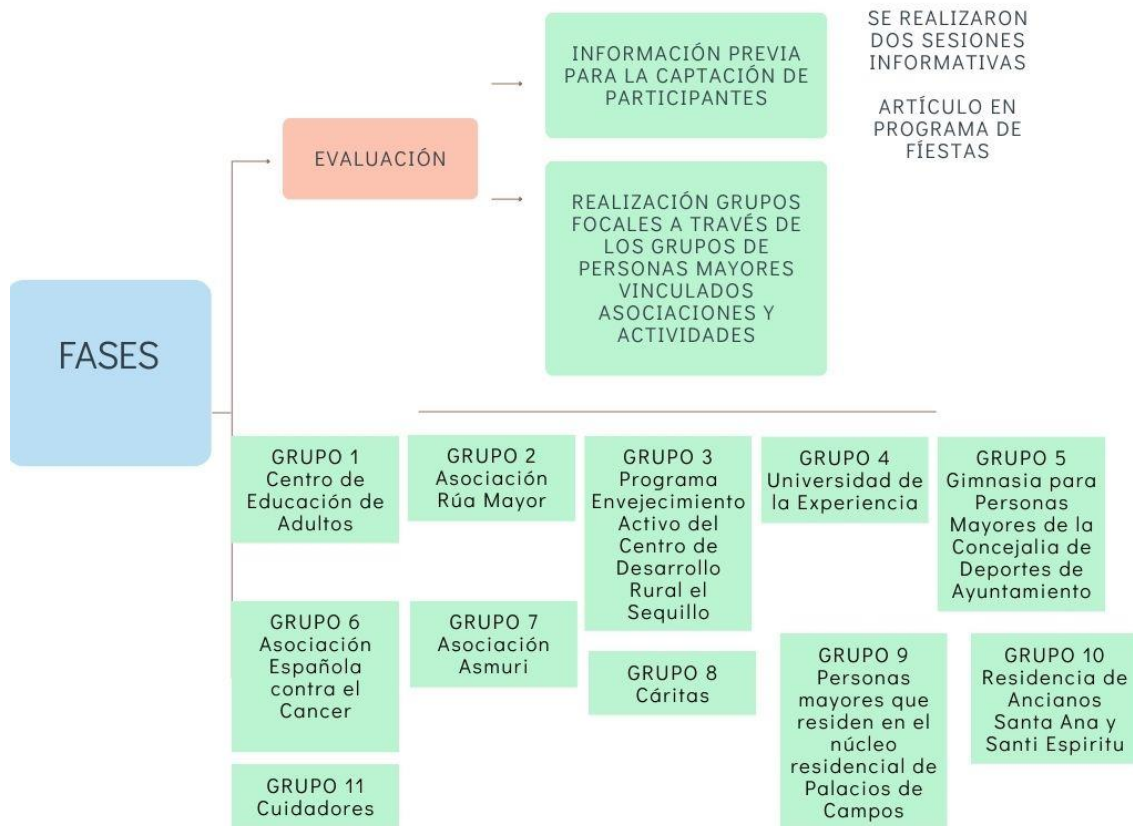 SE REALIZARON
DOS SESIONES
INFORMATIVAS
ARTÍCULO EN
PROGRAMA DE
FÍESTAS
INFORMACIÓN PREVIA
PARA LA CAPTACIÓN DE
PARTICIPANTES
EVALUACIÓN
REALIZACIÓN GRUPOS
FOCALES A TRAVÉS DE
LOS GRUPOS DE
PERSONAS MAYORES
VINCULADOS
ASOCIACIONES Y
ACTIVIDADES
FASES
GRUPO 1
Centro de
Educación de
Adultos
GRUPO 2
Asociación
Rúa Mayor
GRUPO 3
Programa
Envejecimiento
Activo del
Centro de
Desarrollo
Rural el
Sequillo
GRUPO 4
Universidad de
la Experiencia
GRUPO 5
Gimnasia para
Personas
Mayores de la
Concejalia de
Deportes de
Ayuntamiento
GRUPO 6
Asociación
Española
contra el
Cancer
GRUPO 7
Asociación
Asmuri
GRUPO 8
Cáritas
GRUPO 9
Personas
mayores que
residen en el
núcleo
residencial de
Palacios de
Campos
GRUPO 10
Residencia de
Ancianos
Santa Ana y
Santi Espiritu
GRUPO 11
Cuidadores